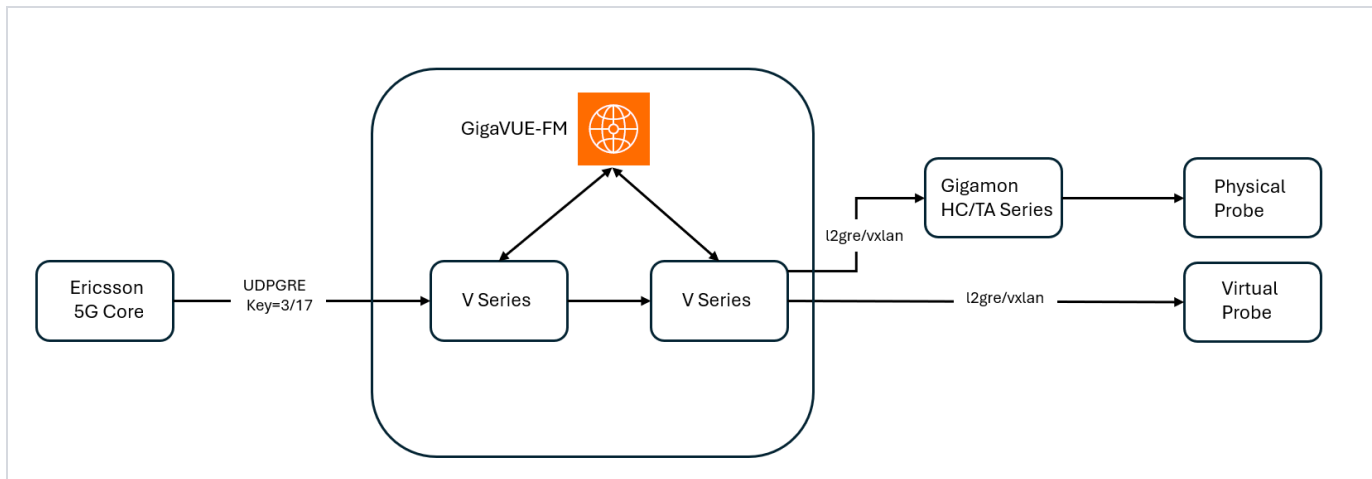 GigaVUE-FM
Ericsson
5G Core
UDPGRE
Key=3/17
V Series
V Series
l2gre/vxlan
Gigamon
HC/TA Series
Physical
Probe
l2gre/vxlan
Virtual
Probe